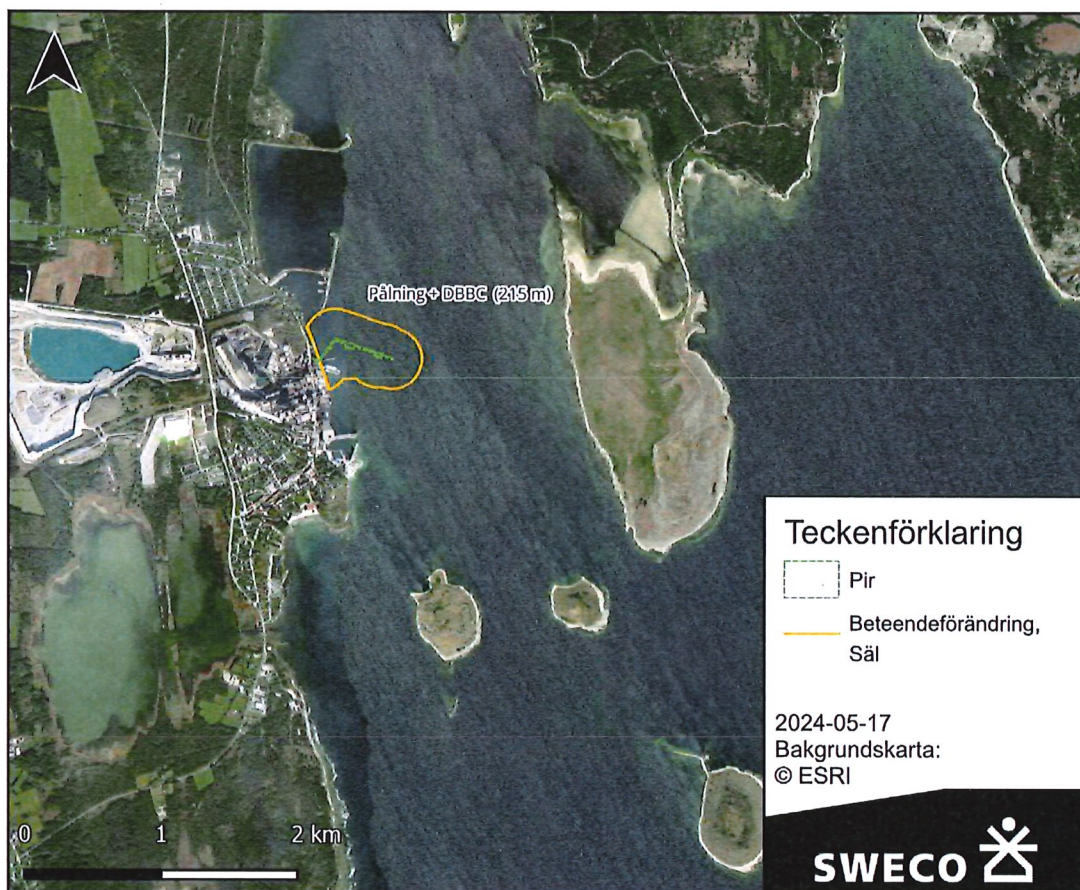 Pålning + DBBC (215 m)
Teckenförklaring
Pir
Beteendeförändring,
Säl
2024-05-17
Bakgrundskarta:
© ESRI
0 1 2 km
SWECO